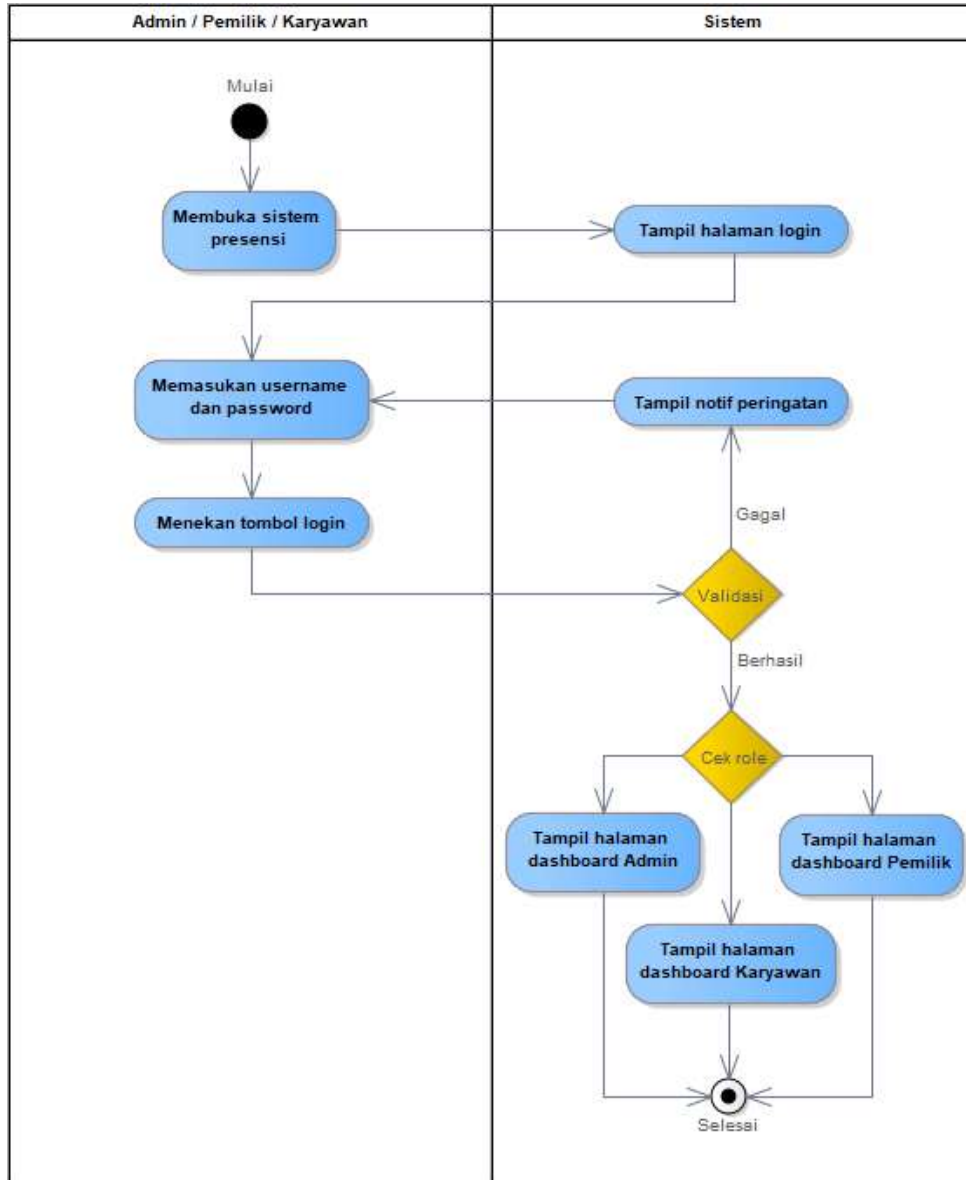 Admin / Pemilik / Karyawan
Sistem
Mulai
Membuka sistem
presensi
Tampil halaman login
Memasukan username
dan password
Tampil notif peringatan
Menekan tombol login
Gagal
Validasi
Berhasil
Cek role
Tampil halaman
dashboard Admin
Tampil halaman
dashboard Pemilik
Tampil halaman
dashboard Karyawan
Selesai